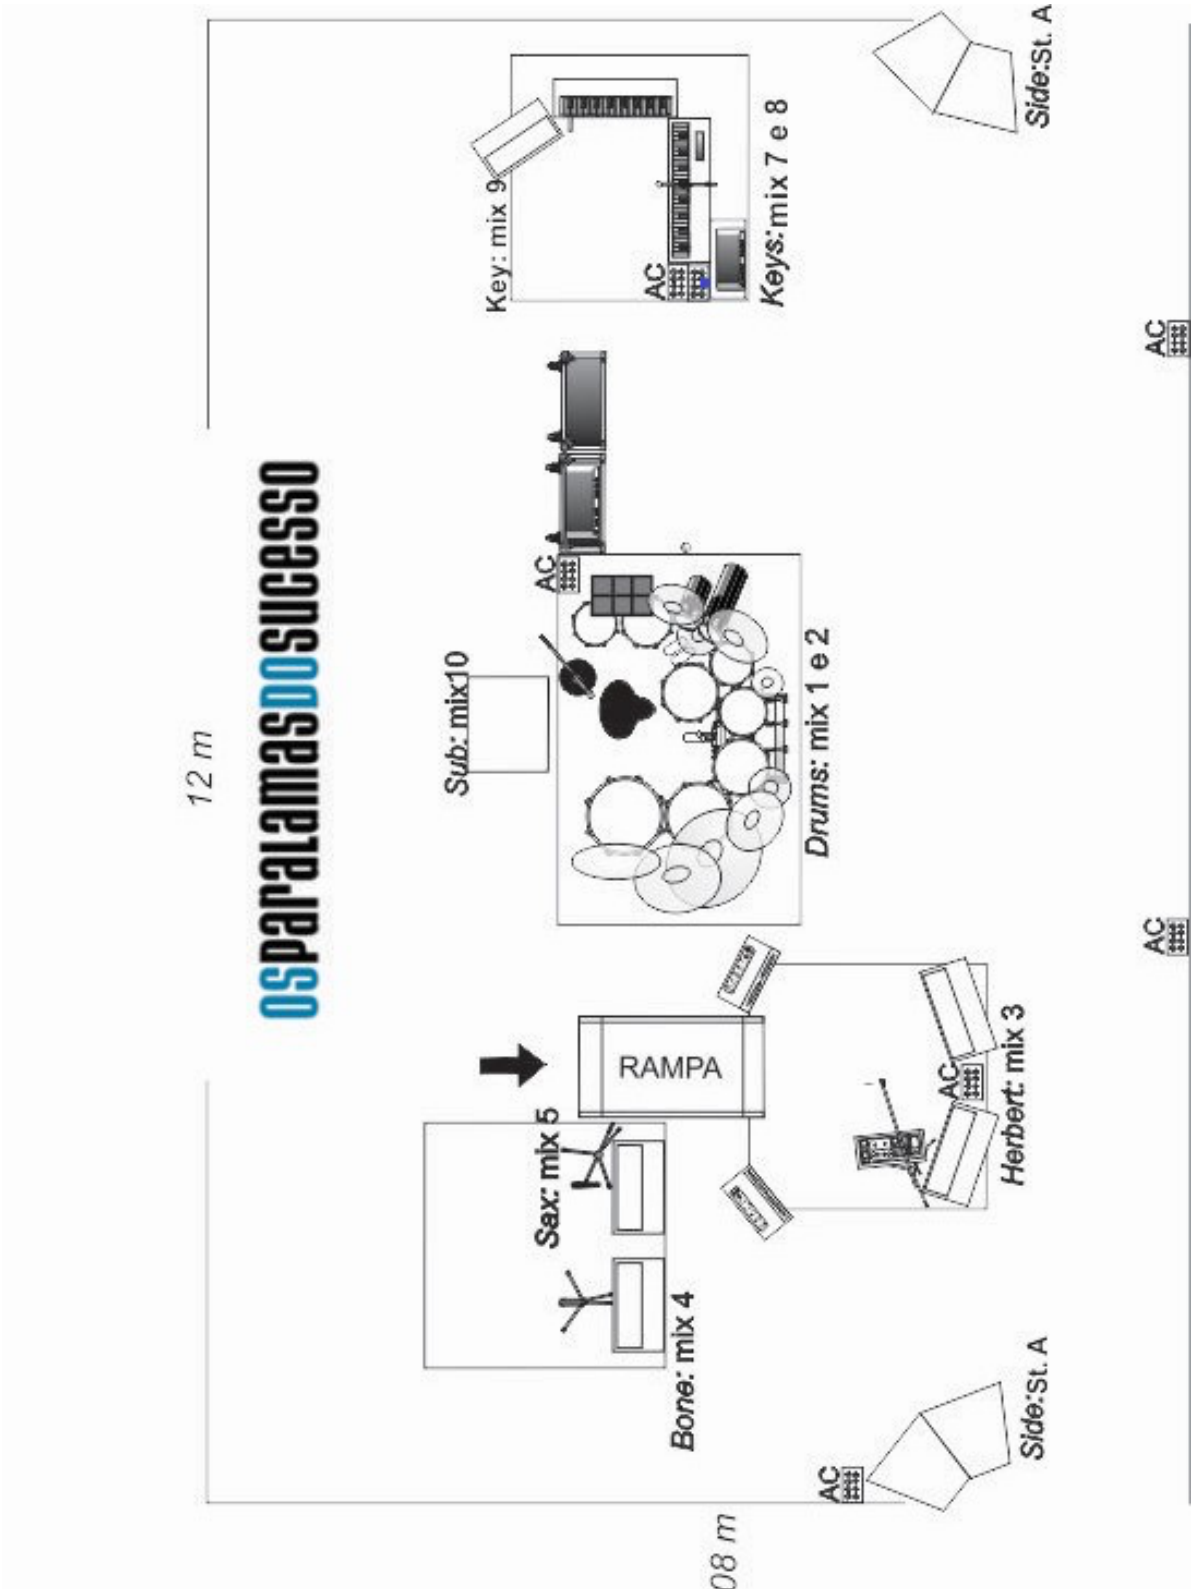 12 m
OSparalamasDOSUCESSO
Key: mix 9
AC
Keys: mix 7 e 8
Side:St. A
AC
Sub: mix10
AC
Drums: mix 1 e 2
AC
RAMPA
Sax: mix 5
AC
Herbert: mix 3
Bone: mix 4
AC
Side:St. A
08 m